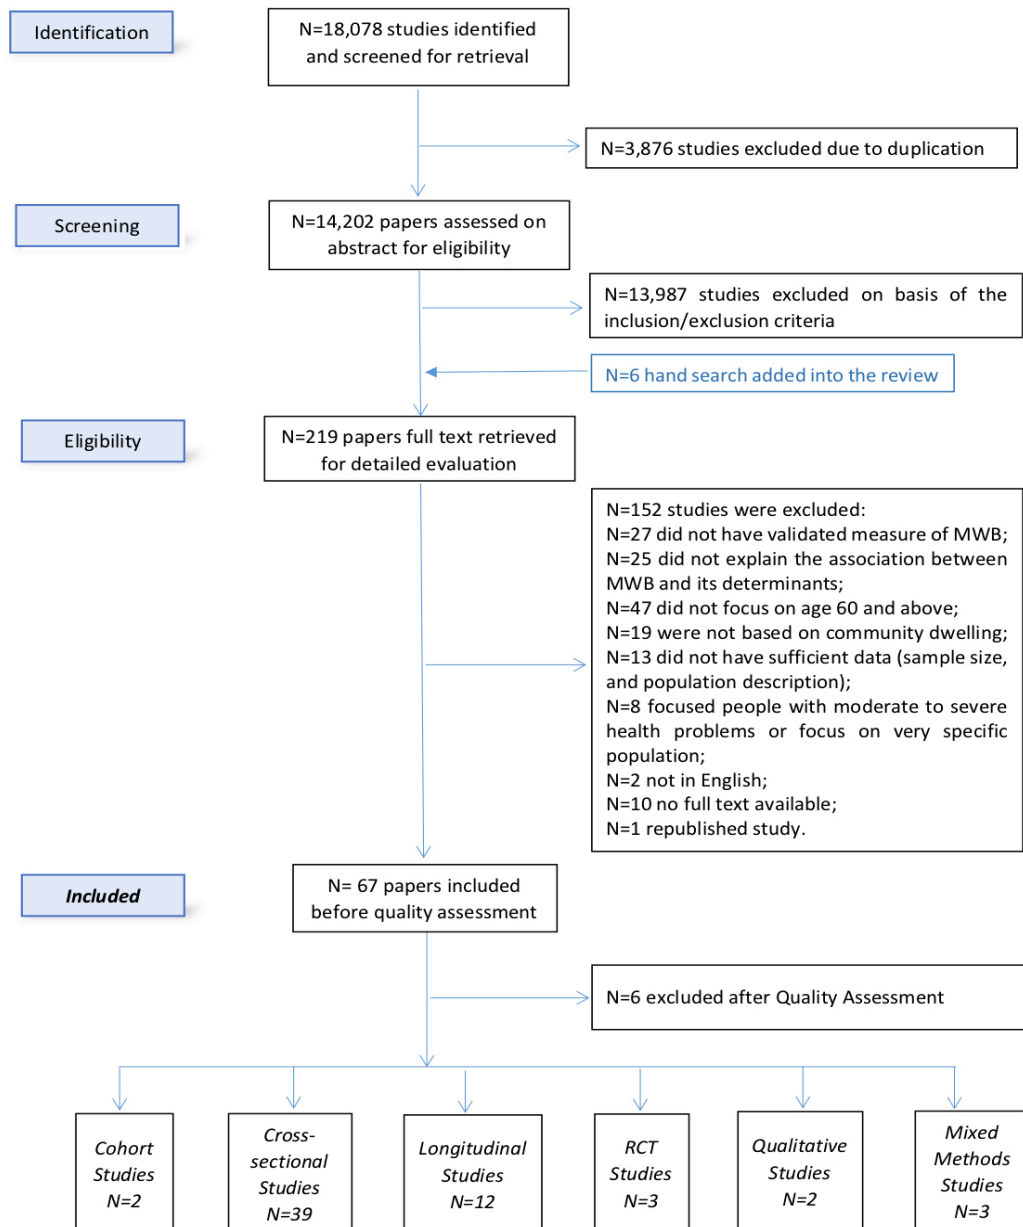 Identification
N=18,078 studies identified
and screened for retrieval
N=3,876 studies excluded due to duplication
Screening
N=14,202 papers assessed on
abstract for eligibility
N=13,987 studies excluded on basis of the
inclusion/exclusion criteria
N=6 hand search added into the review
Eligibility
N=219 papers full text retrieved
for detailed evaluation
N=152 studies were excluded:
N=27 did not have validated measure of MWB;
N=25 did not explain the association between
MWB and its determinants;
N=47 did not focus on age 60 and above;
N=19 were not based on community dwelling;
N=13 did not have sufficient data (sample size,
and population description);
N=8 focused people with moderate to severe
health problems or focus on very specific
population;
N=2 not in English;
N=10 no full text available;
N=1 republished study.
Included
N= 67 papers included
before quality assessment
N=6 excluded after Quality Assessment
Cohort
Studies
N=2
Cross-
sectional
Studies
N=39
Longitudinal
Studies
N=12
RCT
Studies
N=3
Qualitative
Studies
N=2
Mixed
Methods
Studies
N=3